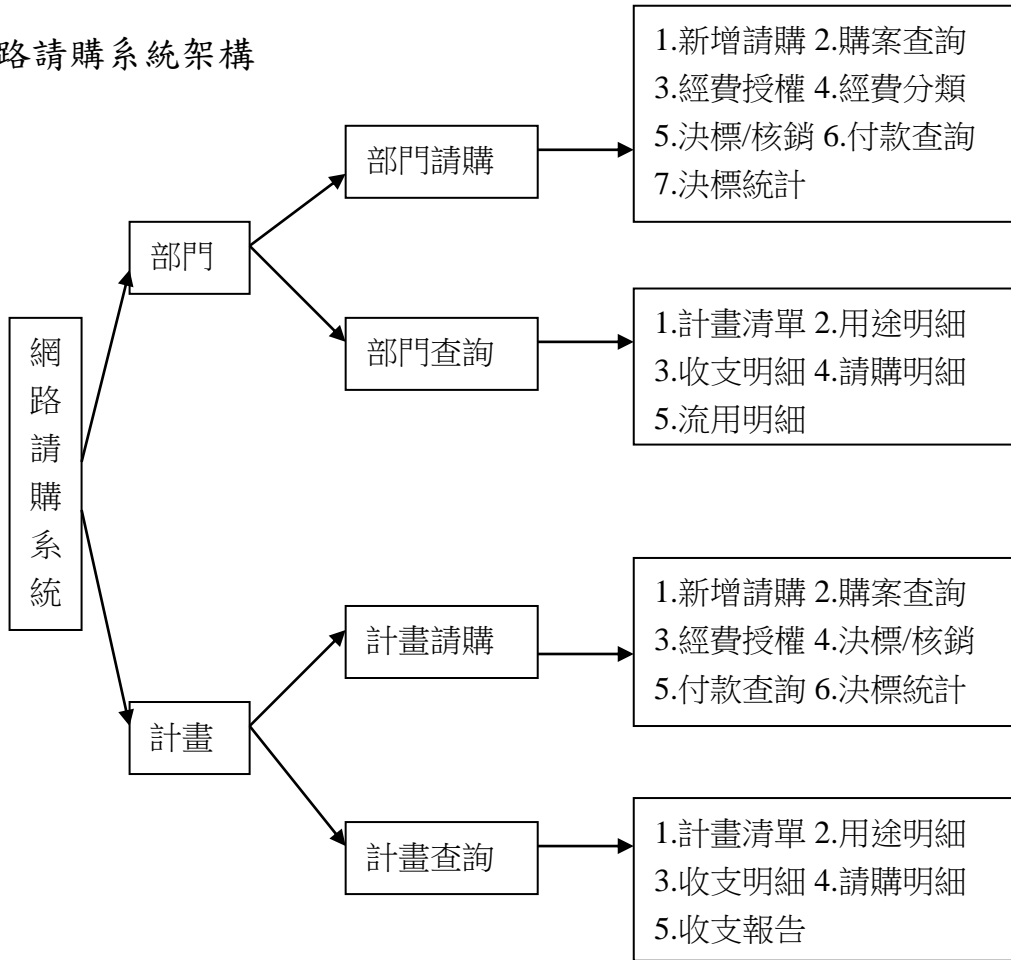 路請購系統架構
1.新增請購 2.購案查詢
3.經費授權 4.經費分類
5.決標/核銷 6.付款查詢
7.決標統計
部門請購
部門
部門查詢
1.計畫清單 2.用途明細
3.收支明細 4.請購明細
5.流用明細
網
路
請
購
系
統
計畫請購
1.新增請購 2.購案查詢
3.經費授權 4.決標/核銷
5.付款查詢 6.決標統計
計畫
計畫查詢
1.計畫清單 2.用途明細
3.收支明細 4.請購明細
5.收支報告